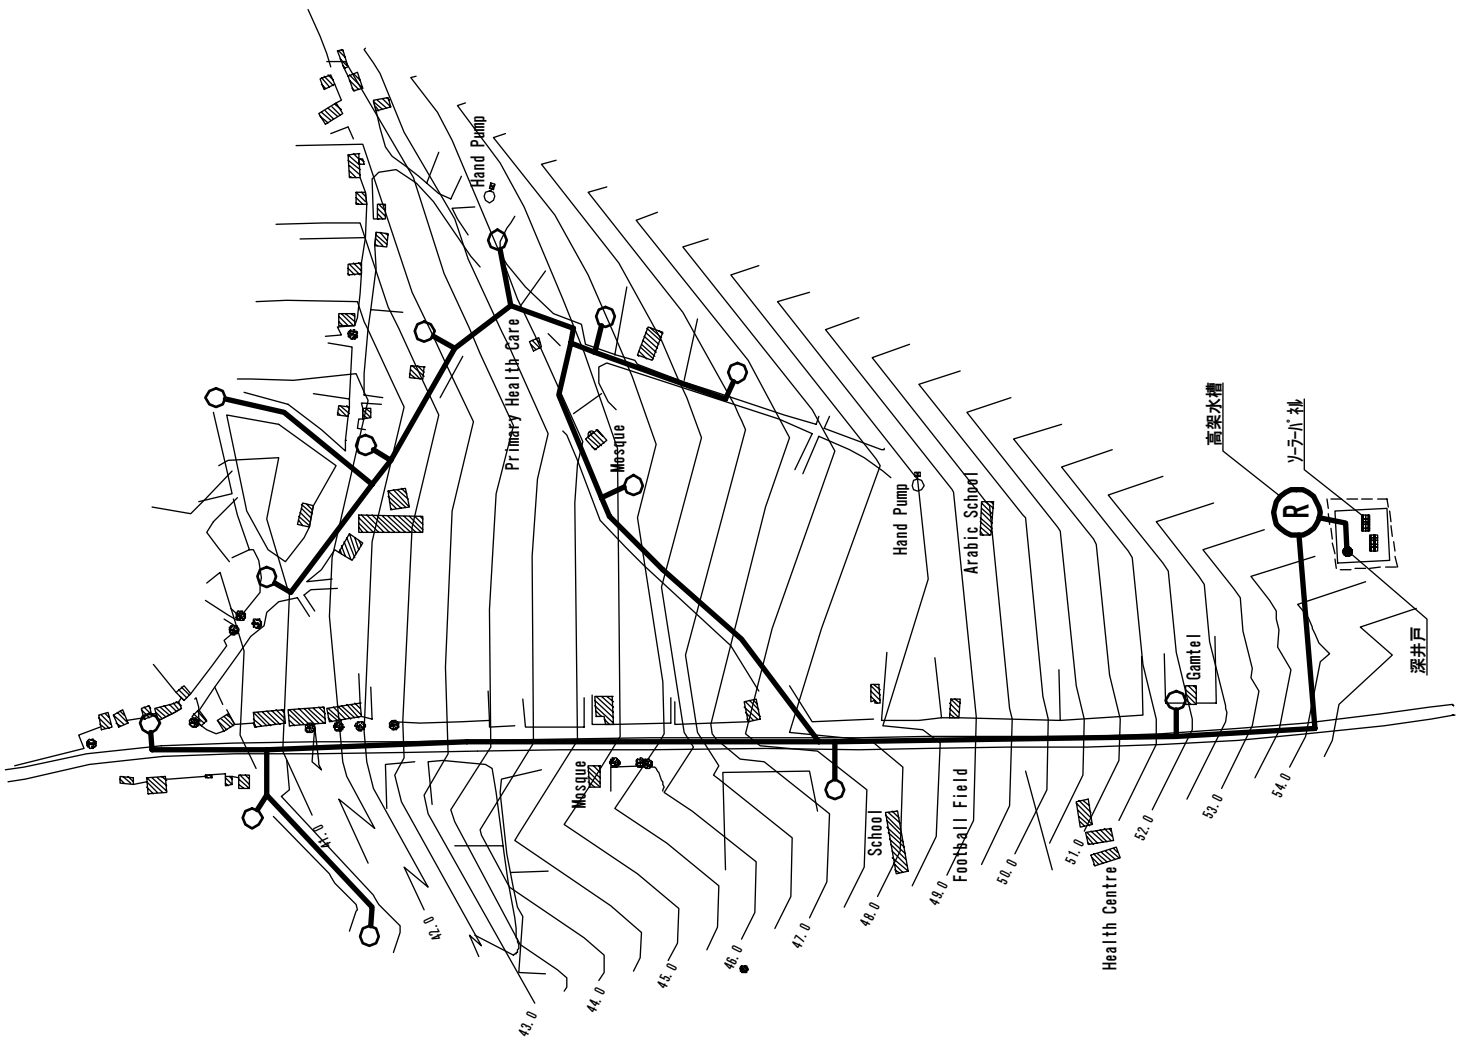 Hand Pump
Primary Health Care
Mosque
Hand Pump
Arabic School
高架水槽
ソーラーパネル
R
深井戸
Gamtel
Mosque
School
Football Field
Health Centre
41.0
42.0
43.0
44.0
45.0
46.0
47.0
48.0
49.0
50.0
51.0
52.0
53.0
54.0